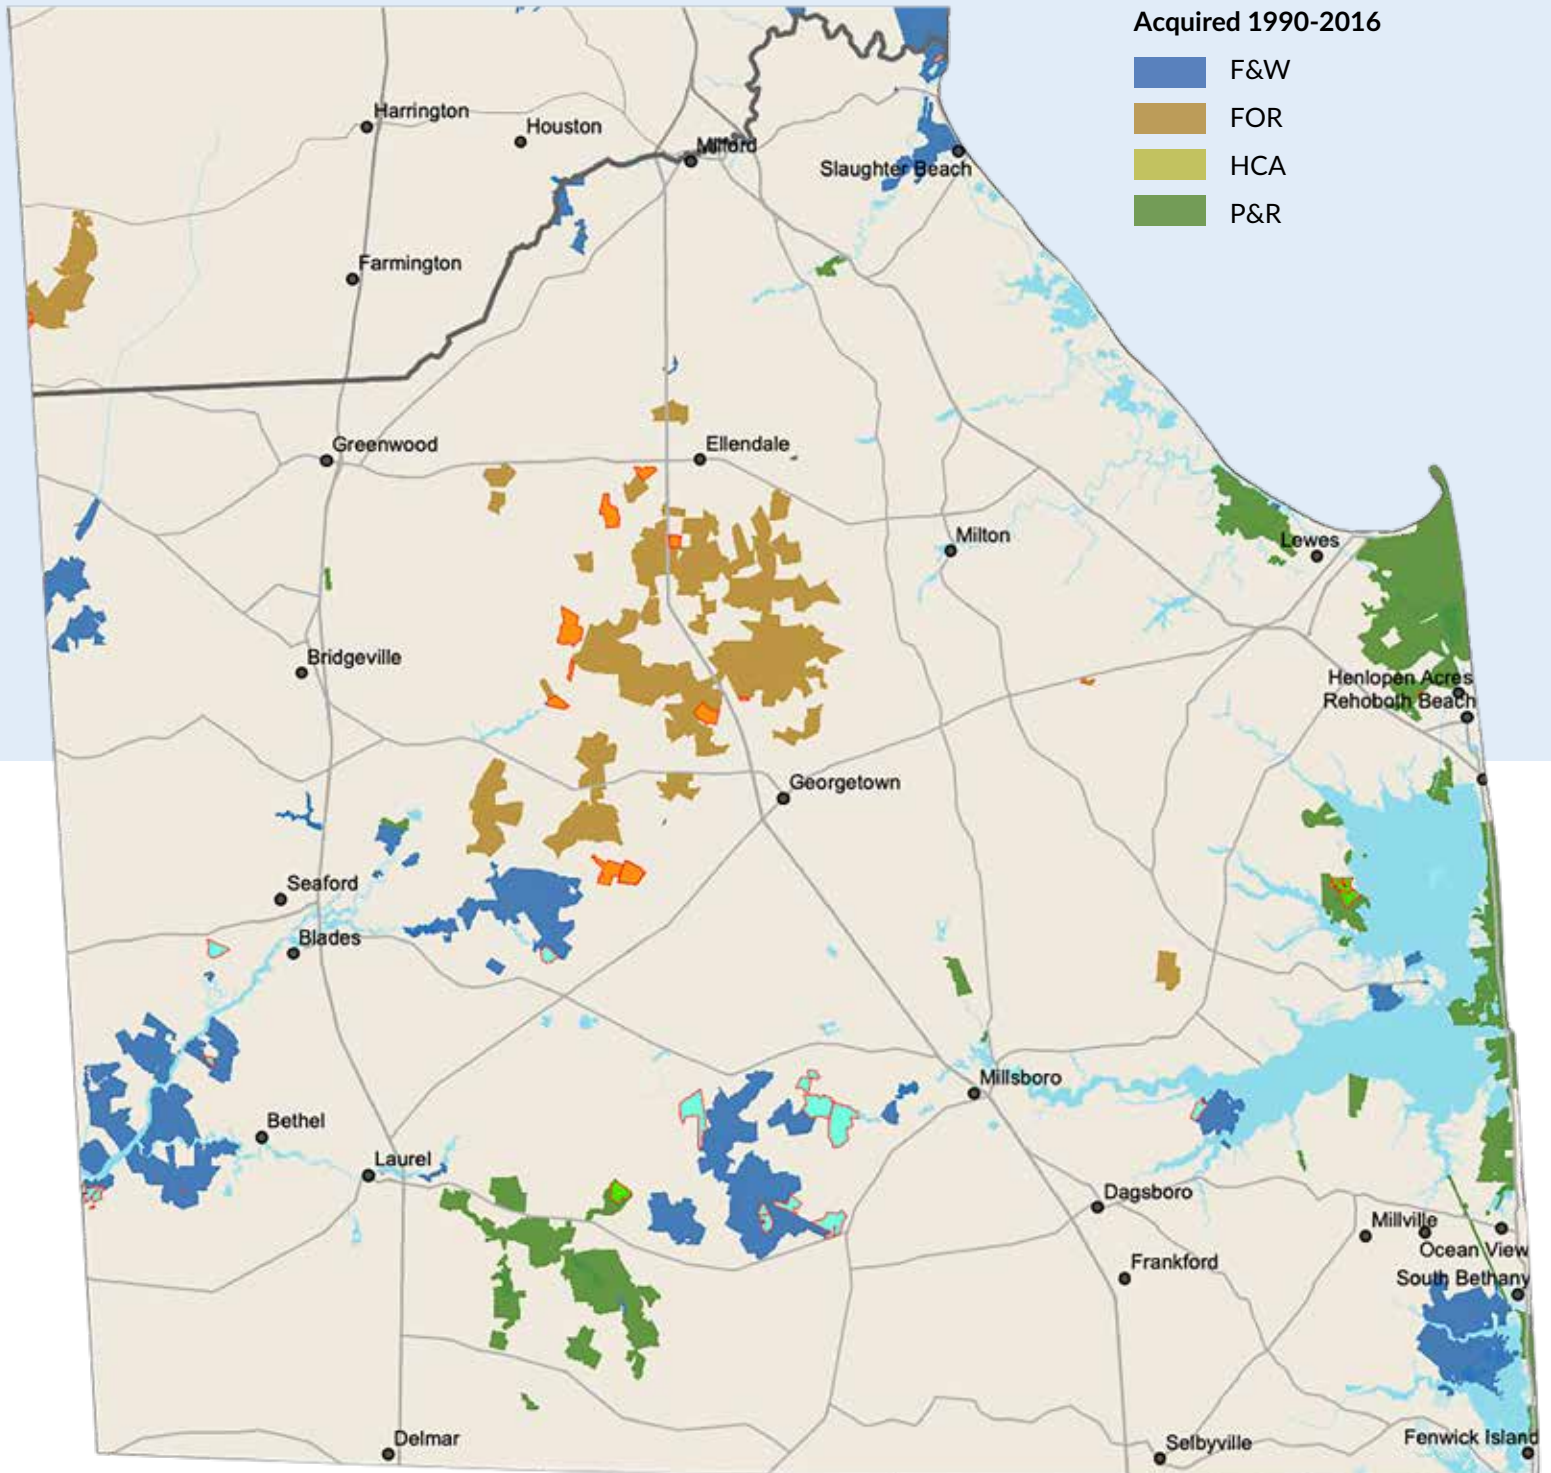 Acquired 1990-2016
F&W
FOR
HCA
P&R
Harrington
Houston
Milford
Slaughter Beach
Farmington
Greenwood
Ellendale
Milton
Lewes
Bridgeville
Henlopen Acres
Rehoboth Beach
Georgetown
Seaford
Blades
Millsboro
Bethel
Laurel
Dagsboro
Millville
Ocean View
Frankford
South Bethany
Delmar
Selbyville
Fenwick Island